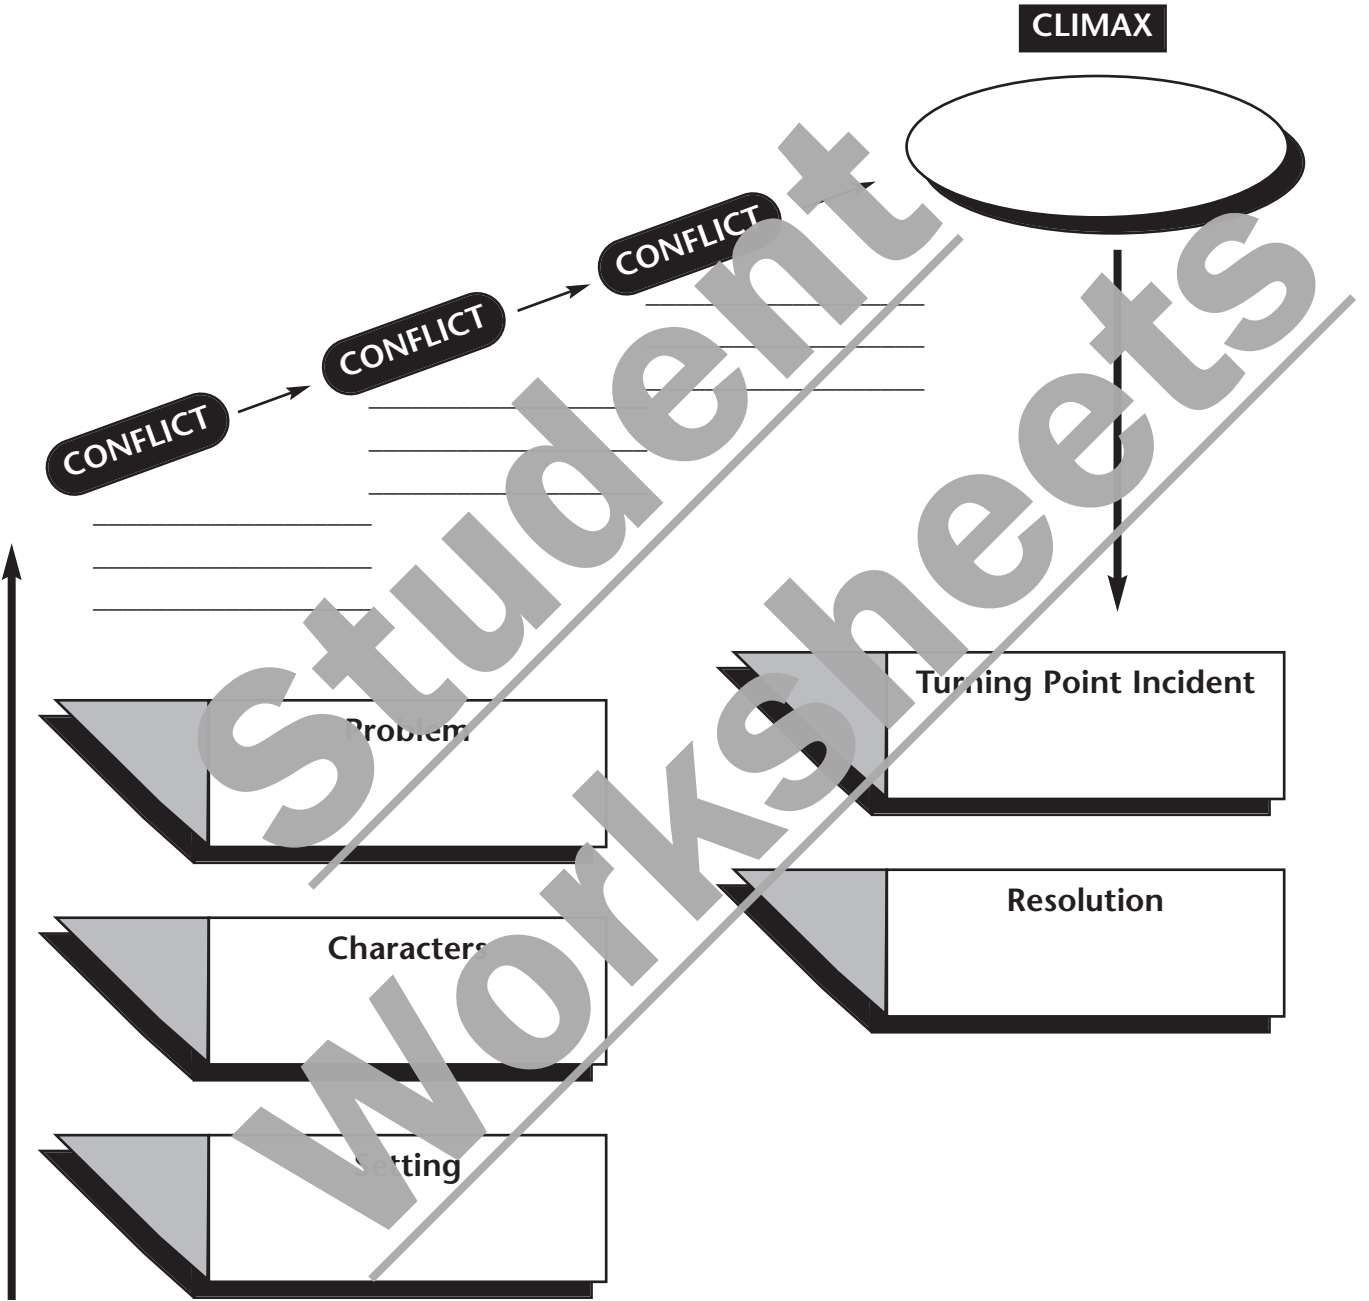 CLIMAX
CONFLICT
CONFLICT
CONFLICT
Problem
Characters
Setting
Turning Point Incident
Resolution
Student
Worksheets